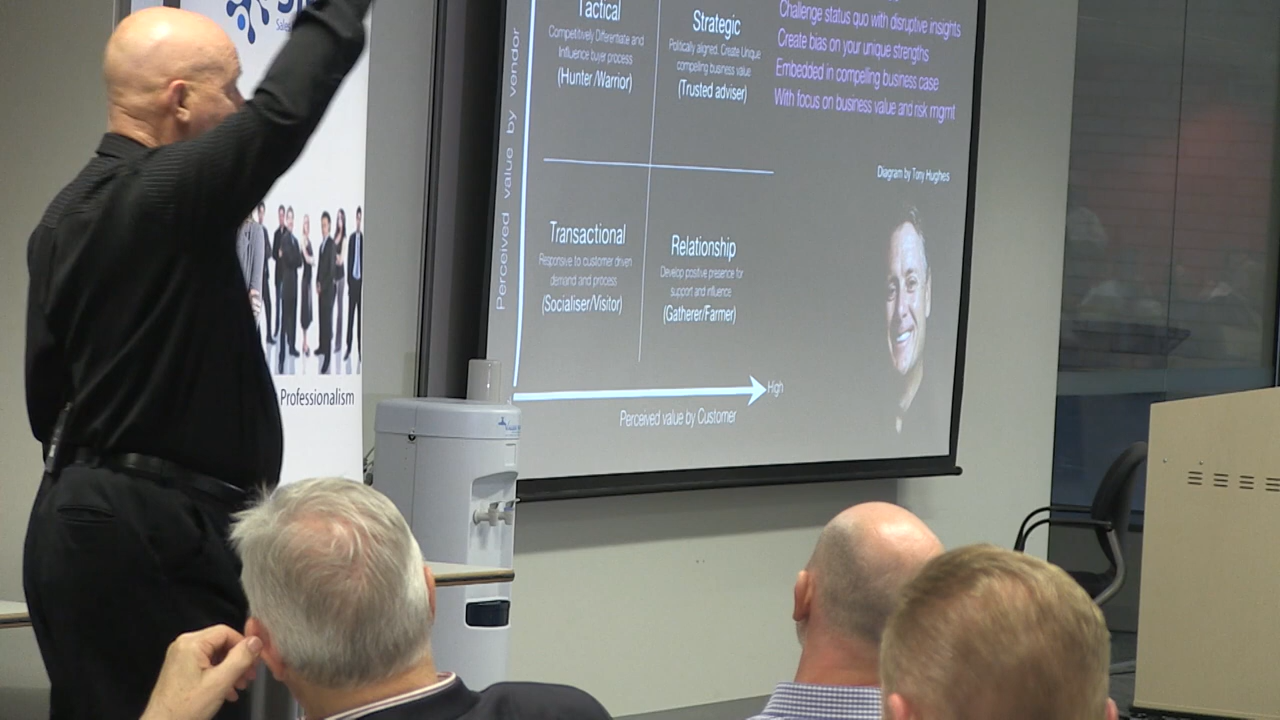 Sales
Professionalism
Perceived value by vendor
Tactical
Competitively Differentiate and
Influence buyer process
(Hunter/Warrior)
Strategic
Politically aligned. Create Unique
compelling business value
(Trusted adviser)
Challenge status quo with disruptive insights
Create bias on your unique strengths
Embedded in compelling business case
With focus on business value and risk mgmt
Diagram by Tony Hughes
Transactional
Responsive to customer driven
demand and process
(Socialiser/Visitor)
Relationship
Develop positive presence for
support and influence
(Gatherer/Farmer)
High
Perceived value by Customer